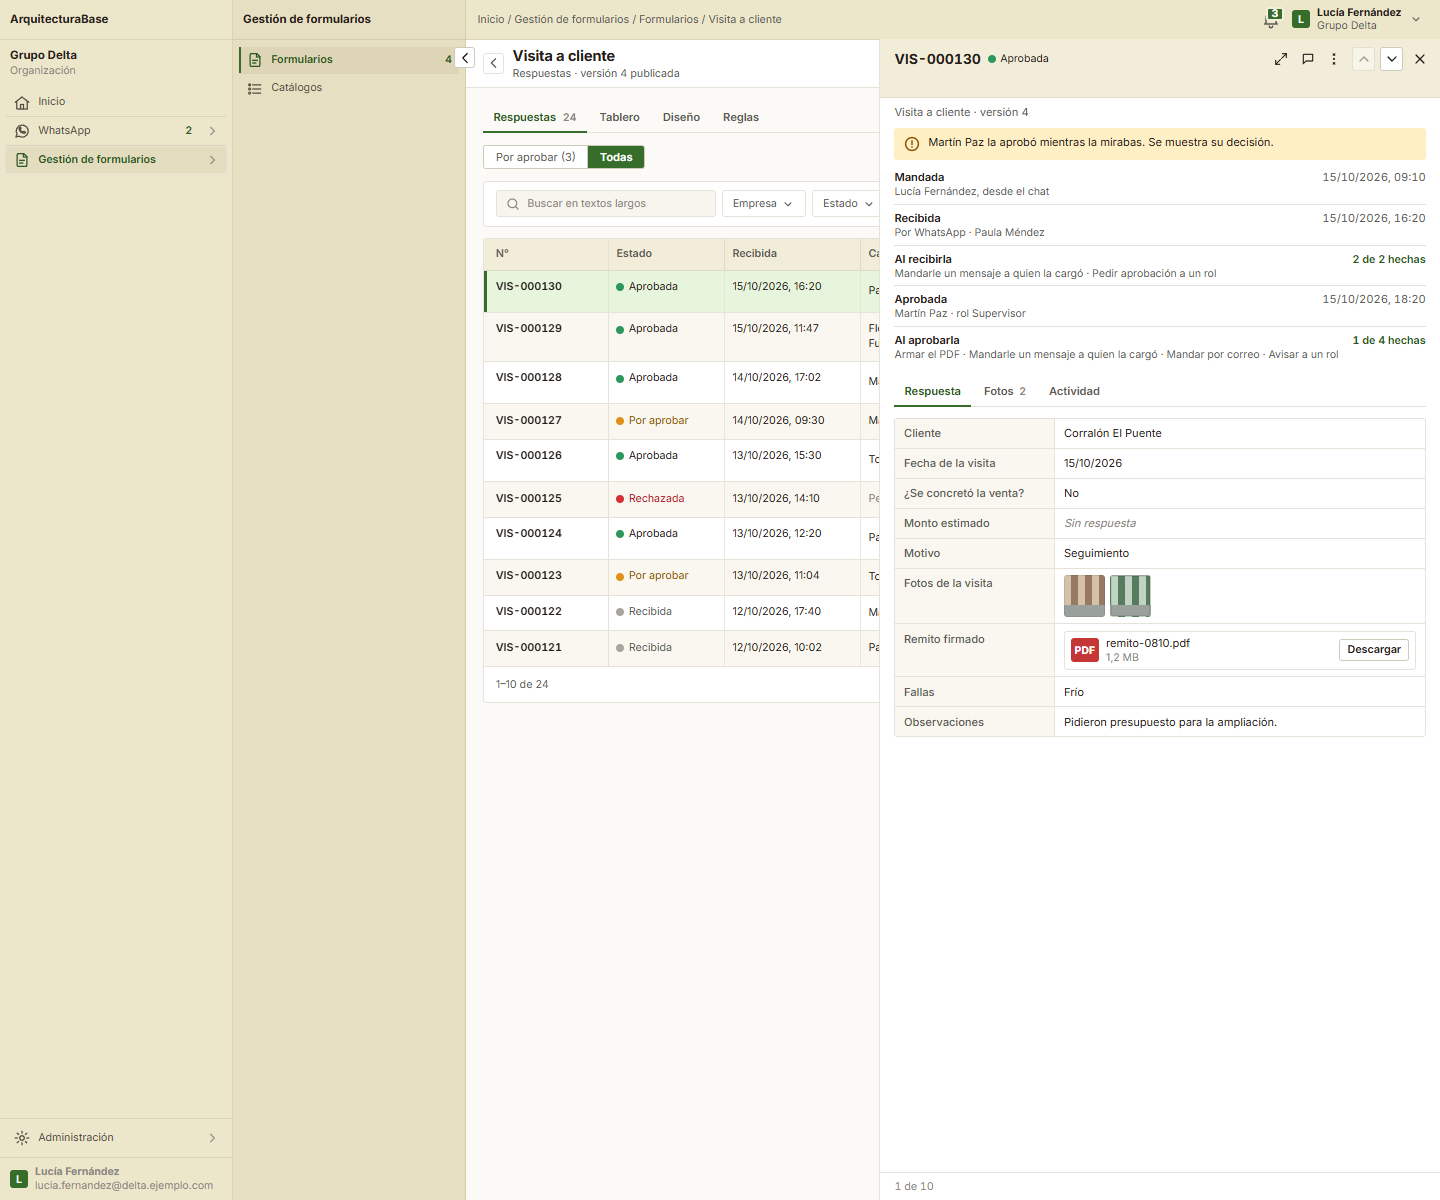 ArquitecturaBase
Grupo Delta
Organización
Inicio
WhatsApp 2
Gestión de formularios
Administración
L
Lucía Fernández
lucia.fernandez@delta.ejemplo.com
Gestión de formularios
Formularios 4
Catálogos
Inicio / Gestión de formularios / Formularios / Visita a cliente
3
L
Lucía Fernández
Grupo Delta
Visita a cliente
Respuestas · versión 4 publicada
Respuestas 24 Tablero Diseño Reglas
Por aprobar (3) Todas
Buscar en textos largos Empresa Estado
N° Estado Recibida Ca
VIS-000130 Aprobada 15/10/2026, 16:20 Pa
VIS-000129 Aprobada 15/10/2026, 11:47 Flo
Fu
VIS-000128 Aprobada 14/10/2026, 17:02 Ma
VIS-000127 Por aprobar 14/10/2026, 09:30 Ma
VIS-000126 Aprobada 13/10/2026, 15:30 To
VIS-000125 Rechazada 13/10/2026, 14:10 Pe
VIS-000124 Aprobada 13/10/2026, 12:20 Pa
VIS-000123 Por aprobar 13/10/2026, 11:04 To
VIS-000122 Recibida 12/10/2026, 17:40 Ma
VIS-000121 Recibida 12/10/2026, 10:02 Pa
1–10 de 24
VIS-000130 Aprobada
Visita a cliente · versión 4
Martín Paz la aprobó mientras la mirabas. Se muestra su decisión.
Mandada 15/10/2026, 09:10
Lucía Fernández, desde el chat
Recibida 15/10/2026, 16:20
Por WhatsApp · Paula Méndez
Al recibirla 2 de 2 hechas
Mandarle un mensaje a quien la cargó · Pedir aprobación a un rol
Aprobada 15/10/2026, 18:20
Martín Paz · rol Supervisor
Al aprobarla 1 de 4 hechas
Armar el PDF · Mandarle un mensaje a quien la cargó · Mandar por correo · Avisar a un rol
Respuesta Fotos 2 Actividad
Cliente Corralón El Puente
Fecha de la visita 15/10/2026
¿Se concretó la venta? No
Monto estimado Sin respuesta
Motivo Seguimiento
Fotos de la visita
Remito firmado PDF remito-0810.pdf Descargar
1,2 MB
Fallas Frío
Observaciones Pidieron presupuesto para la ampliación.
1 de 10